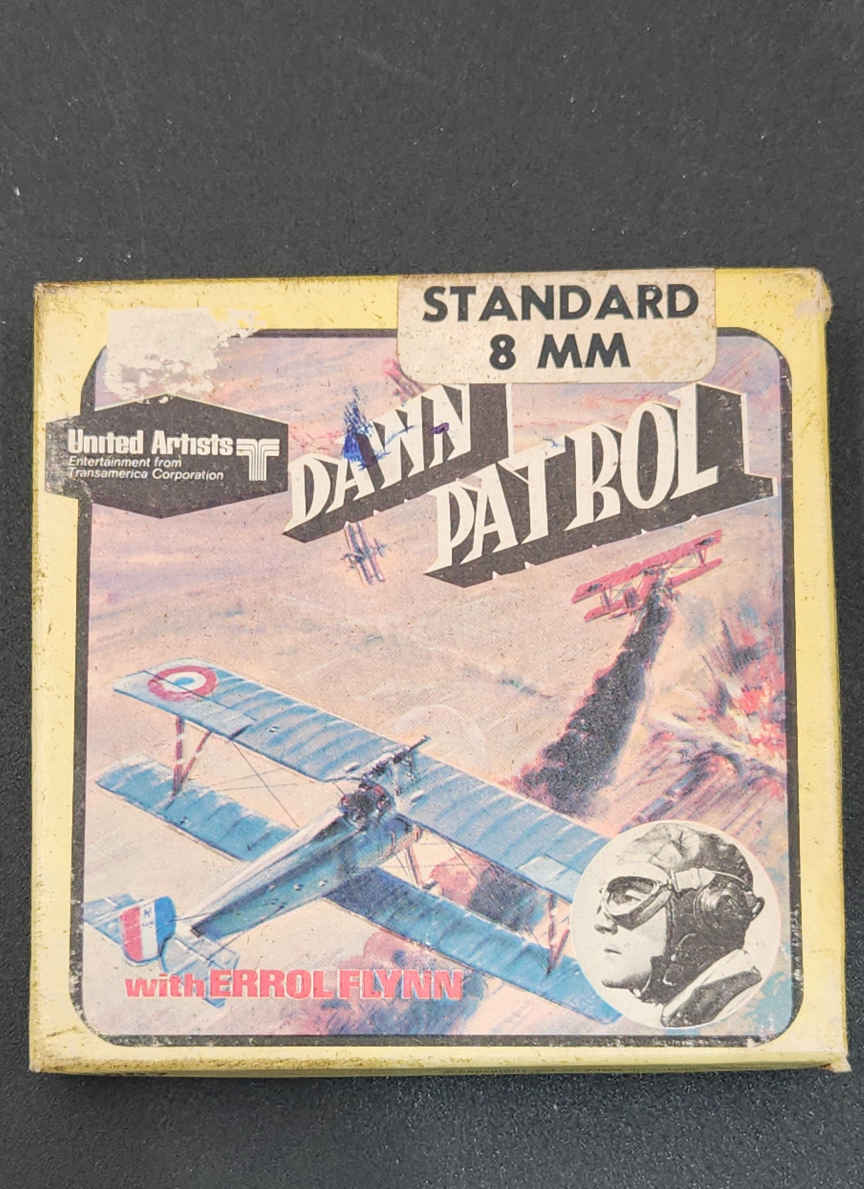 STANDARD
8 MM
United Artists
Entertainment from
Transamerica Corporation
DAWN
PATROL
with ERROL FLYNN